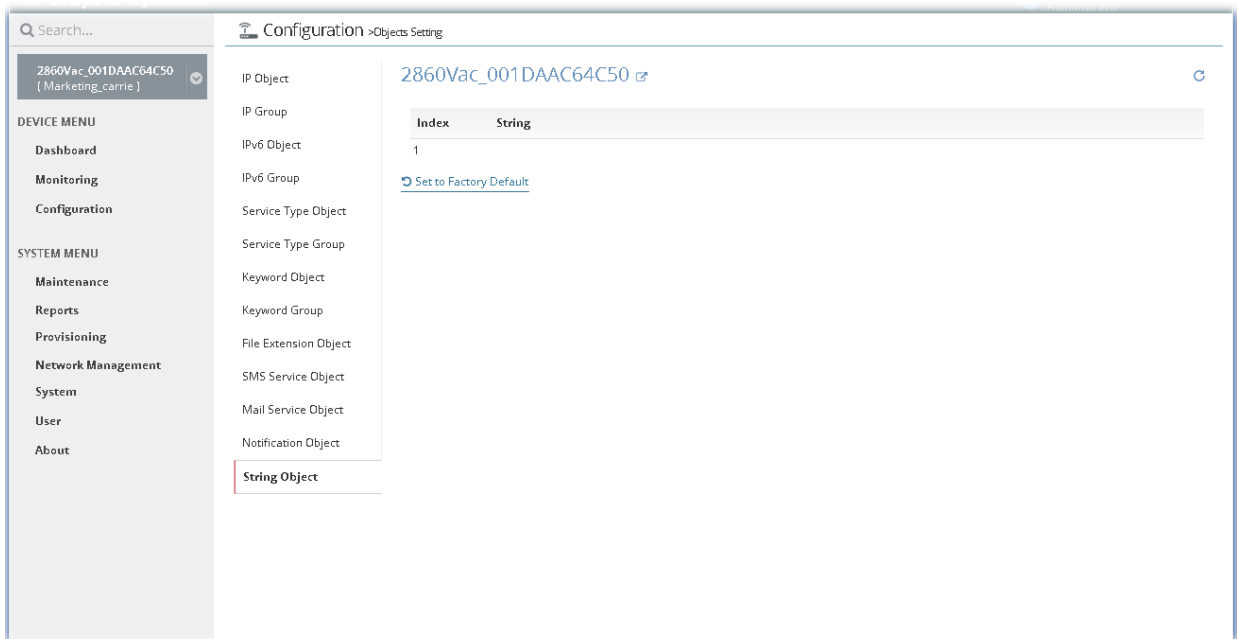 Administrator
Search...
Configuration >Objects Setting
2860Vac_001DAAC64C50
( Marketing_carrie )
DEVICE MENU
Dashboard
Monitoring
Configuration
SYSTEM MENU
Maintenance
Reports
Provisioning
Network Management
System
User
About
IP Object
IP Group
IPv6 Object
IPv6 Group
Service Type Object
Service Type Group
Keyword Object
Keyword Group
File Extension Object
SMS Service Object
Mail Service Object
Notification Object
String Object
2860Vac_001DAAC64C50
Index String
1
Set to Factory Default